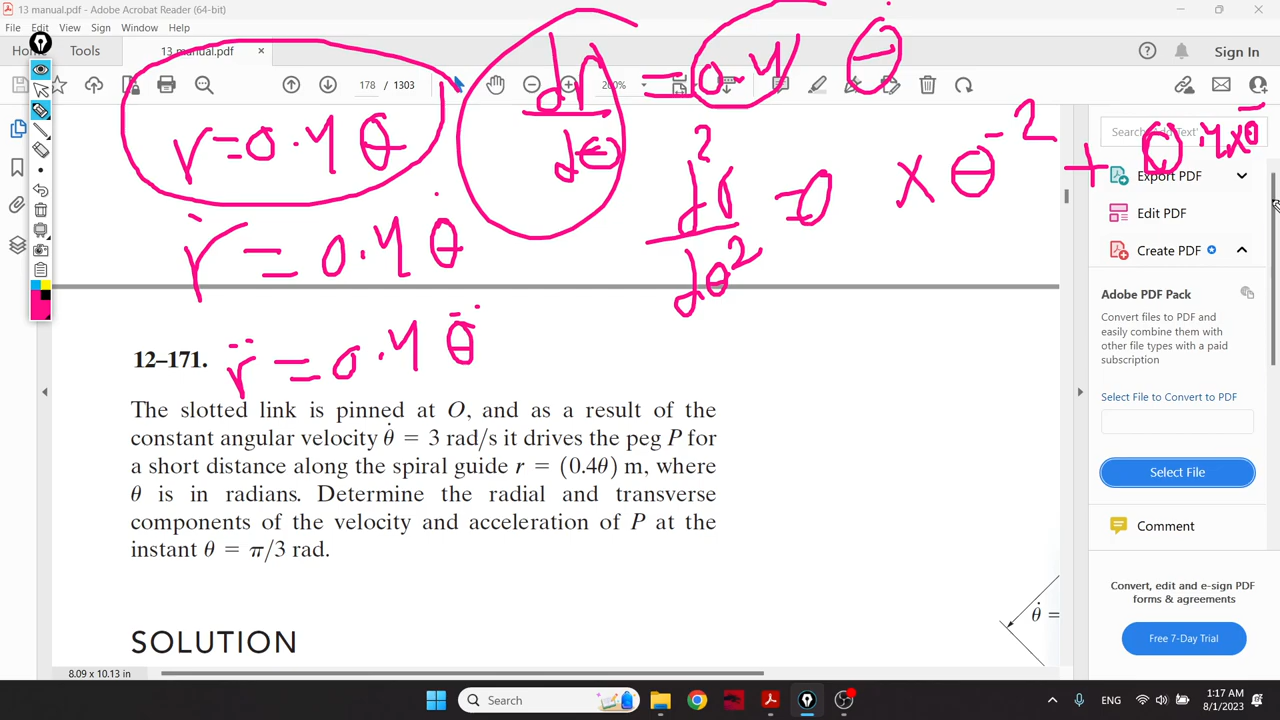 13 manual.pdf - Adobe Acrobat Reader (64-bit)
File Edit View Sign Window Help
Home Tools 13 manual.pdf × Sign In
178 / 1303 200%
r = 0.4 θ
dr/dθ = 0.4 θ̇
ṙ = 0.4 θ̇
d²r/dθ² = 0 × θ̇² + 0.4 × θ̈
r̈ = 0.4 θ̈
12–171.
The slotted link is pinned at O, and as a result of the
constant angular velocity θ̇ = 3 rad/s it drives the peg P for
a short distance along the spiral guide r = (0.4θ) m, where
θ is in radians. Determine the radial and transverse
components of the velocity and acceleration of P at the
instant θ = π/3 rad.
SOLUTION
θ̇ =
8.09 x 10.13 in
Export PDF
Edit PDF
Create PDF
Adobe PDF Pack
Convert files to PDF and
easily combine them with
other file types with a paid
subscription
Select File to Convert to PDF
Select File
Comment
Convert, edit and e-sign PDF
forms & agreements
Free 7-Day Trial
Search
ENG
1:17 AM
8/1/2023